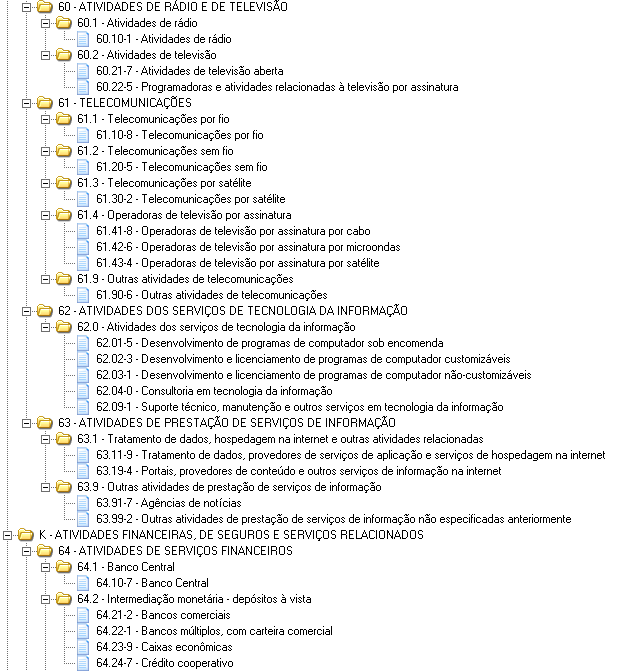 60 - ATIVIDADES DE RÁDIO E DE TELEVISÃO
60.1 - Atividades de rádio
60.10-1 - Atividades de rádio
60.2 - Atividades de televisão
60.21-7 - Atividades de televisão aberta
60.22-5 - Programadoras e atividades relacionadas à televisão por assinatura
61 - TELECOMUNICAÇÕES
61.1 - Telecomunicações por fio
61.10-8 - Telecomunicações por fio
61.2 - Telecomunicações sem fio
61.20-5 - Telecomunicações sem fio
61.3 - Telecomunicações por satélite
61.30-2 - Telecomunicações por satélite
61.4 - Operadoras de televisão por assinatura
61.41-8 - Operadoras de televisão por assinatura por cabo
61.42-6 - Operadoras de televisão por assinatura por microondas
61.43-4 - Operadoras de televisão por assinatura por satélite
61.9 - Outras atividades de telecomunicações
61.90-6 - Outras atividades de telecomunicações
62 - ATIVIDADES DOS SERVIÇOS DE TECNOLOGIA DA INFORMAÇÃO
62.0 - Atividades dos serviços de tecnologia da informação
62.01-5 - Desenvolvimento de programas de computador sob encomenda
62.02-3 - Desenvolvimento e licenciamento de programas de computador customizáveis
62.03-1 - Desenvolvimento e licenciamento de programas de computador não-customizáveis
62.04-0 - Consultoria em tecnologia da informação
62.09-1 - Suporte técnico, manutenção e outros serviços em tecnologia da informação
63 - ATIVIDADES DE PRESTAÇÃO DE SERVIÇOS DE INFORMAÇÃO
63.1 - Tratamento de dados, hospedagem na internet e outras atividades relacionadas
63.11-9 - Tratamento de dados, provedores de serviços de aplicação e serviços de hospedagem na internet
63.19-4 - Portais, provedores de conteúdo e outros serviços de informação na internet
63.9 - Outras atividades de prestação de serviços de informação
63.91-7 - Agências de notícias
63.99-2 - Outras atividades de prestação de serviços de informação não especificadas anteriormente
K - ATIVIDADES FINANCEIRAS, DE SEGUROS E SERVIÇOS RELACIONADOS
64 - ATIVIDADES DE SERVIÇOS FINANCEIROS
64.1 - Banco Central
64.10-7 - Banco Central
64.2 - Intermediação monetária - depósitos à vista
64.21-2 - Bancos comerciais
64.22-1 - Bancos múltiplos, com carteira comercial
64.23-9 - Caixas econômicas
64.24-7 - Crédito cooperativo